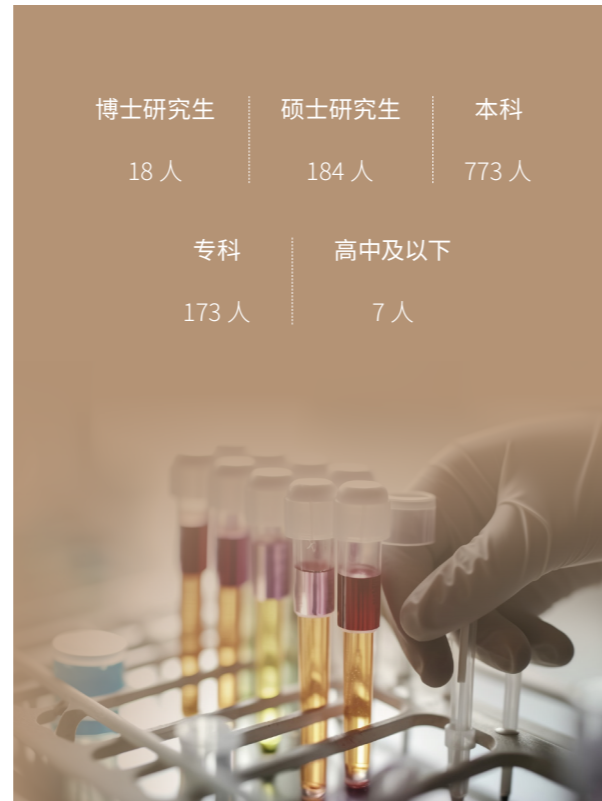 博士研究生 硕士研究生 本科
18 人 184 人 773 人
专科 高中及以下
173 人 7 人